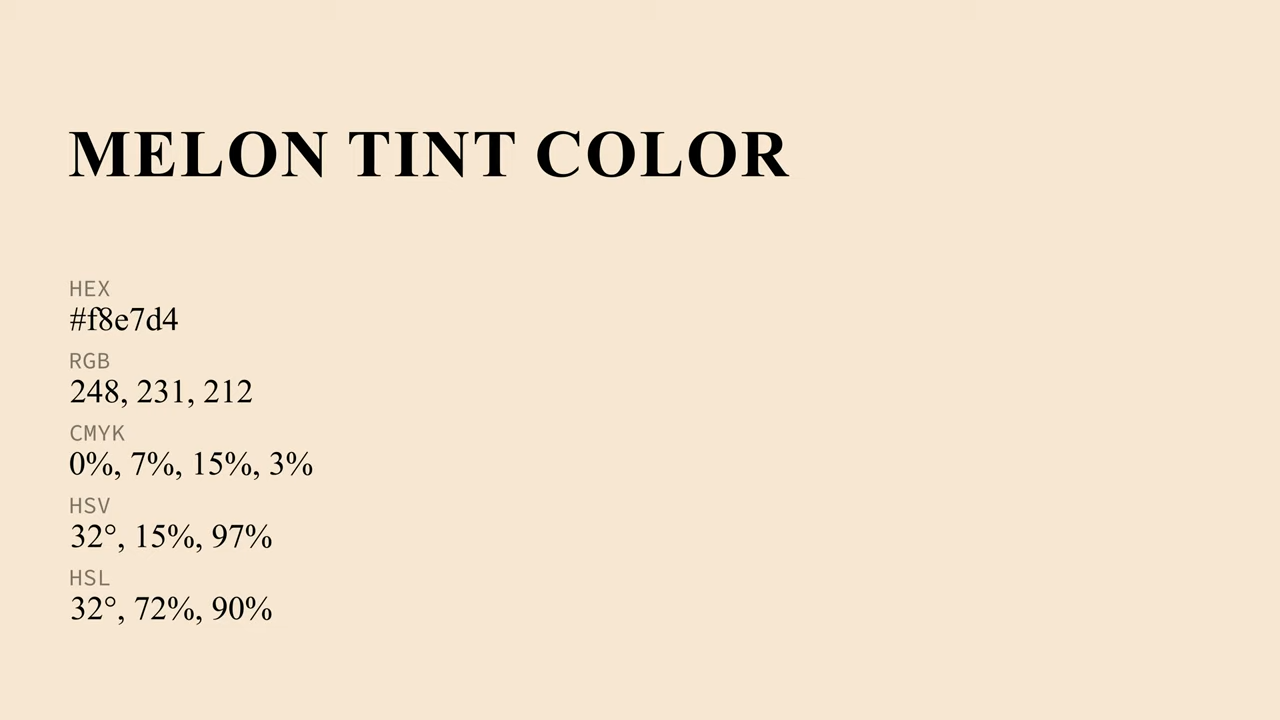 MELON TINT COLOR
HEX
#f8e7d4
RGB
248, 231, 212
CMYK
0%, 7%, 15%, 3%
HSV
32°, 15%, 97%
HSL
32°, 72%, 90%